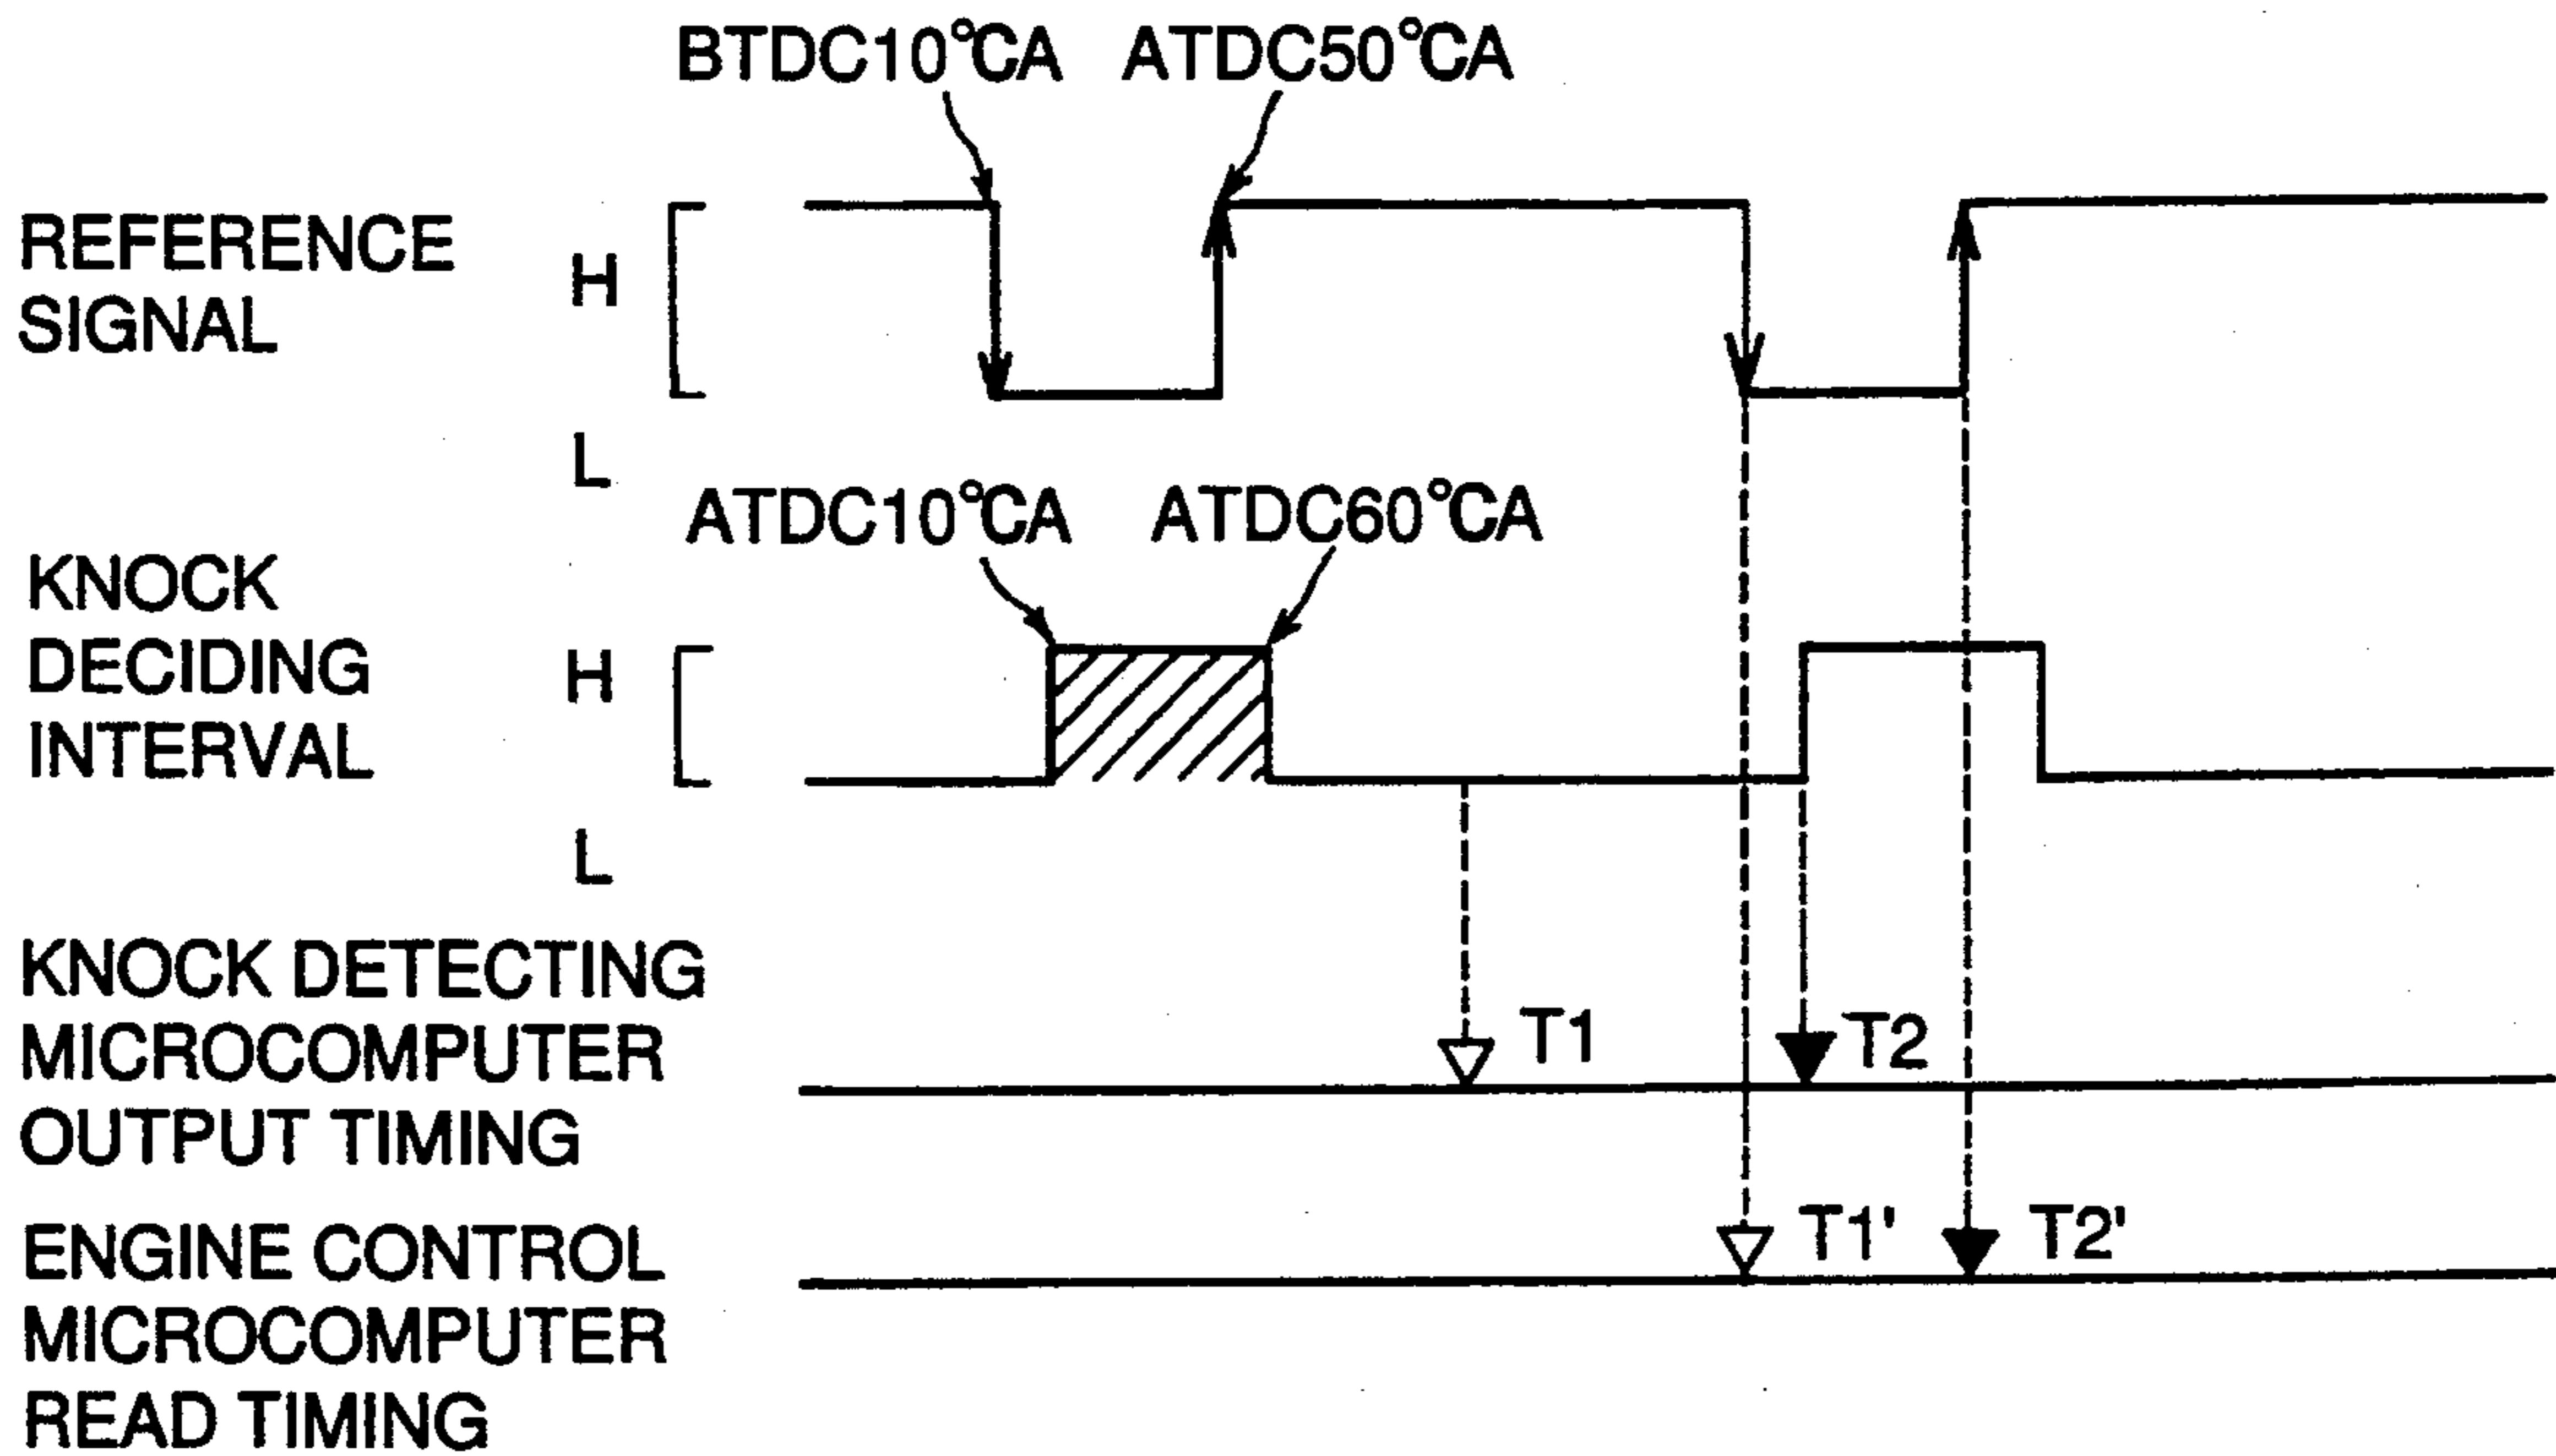 BTDC10°CA ATDC50°CA
REFERENCE
SIGNAL
H
L
ATDC10°CA ATDC60°CA
KNOCK
DECIDING
INTERVAL
H
L
KNOCK DETECTING
MICROCOMPUTER
OUTPUT TIMING
T1
T2
ENGINE CONTROL
MICROCOMPUTER
READ TIMING
T1'
T2'